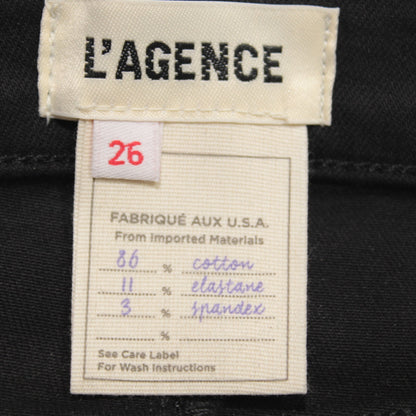 L'AGENCE
26
FABRIQUÉ AUX U.S.A.
From Imported Materials
86 % cotton
11 % elastane
3 % spandex
%
See Care Label
For Wash Instructions